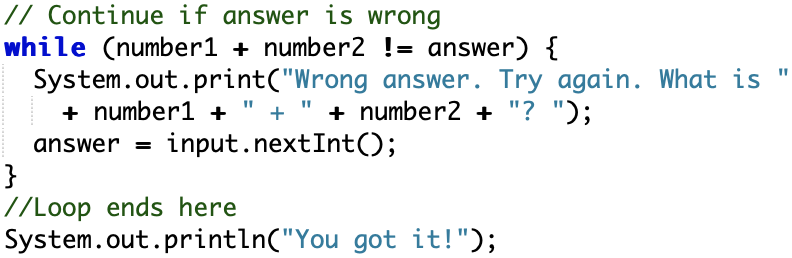 // Continue if answer is wrong
while (number1 + number2 != answer) {
  System.out.print("Wrong answer. Try again. What is "
    + number1 + " + " + number2 + "? ");
  answer = input.nextInt();
}
//Loop ends here
System.out.println("You got it!");